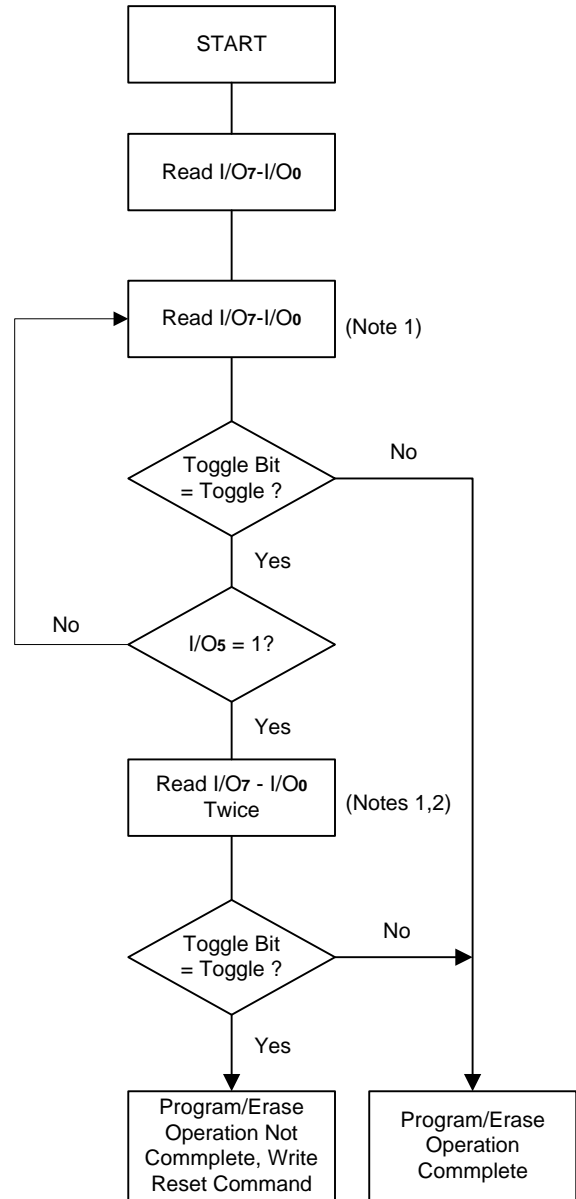 START
Read I/O7-I/O0
Read I/O7-I/O0
(Note 1)
Toggle Bit
= Toggle ?
No
Yes
I/O5 = 1?
No
Yes
Read I/O7 - I/O0
Twice
(Notes 1,2)
Toggle Bit
= Toggle ?
No
Yes
Program/Erase
Operation Not
Commplete, Write
Reset Command
Program/Erase
Operation
Commplete